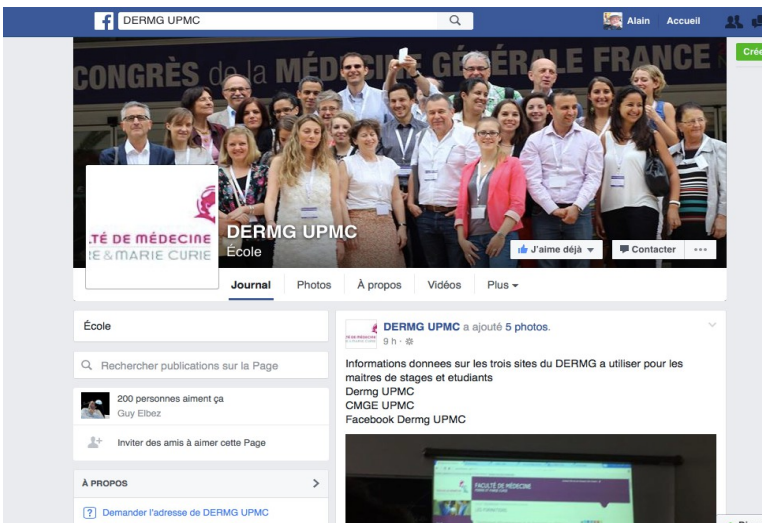 DERMG UPMC
Alain Accueil
CONGRÈS de la MÉDECINE GÉNÉRALE FRANCE
TÉ DE MÉDECINE
E & MARIE CURIE
DERMG UPMC
École
J'aime déjà
Contacter
Journal Photos À propos Vidéos Plus
École
Rechercher publications sur la Page
200 personnes aiment ça
Guy Elbez
Inviter des amis à aimer cette Page
À PROPOS
Demander l'adresse de DERMG UPMC
DERMG UPMC a ajouté 5 photos.
9 h ·
Informations donnees sur les trois sites du DERMG a utiliser pour les
maitres de stages et etudiants
Dermg UPMC
CMGE UPMC
Facebook Dermg UPMC
FACULTÉ DE MÉDECINE